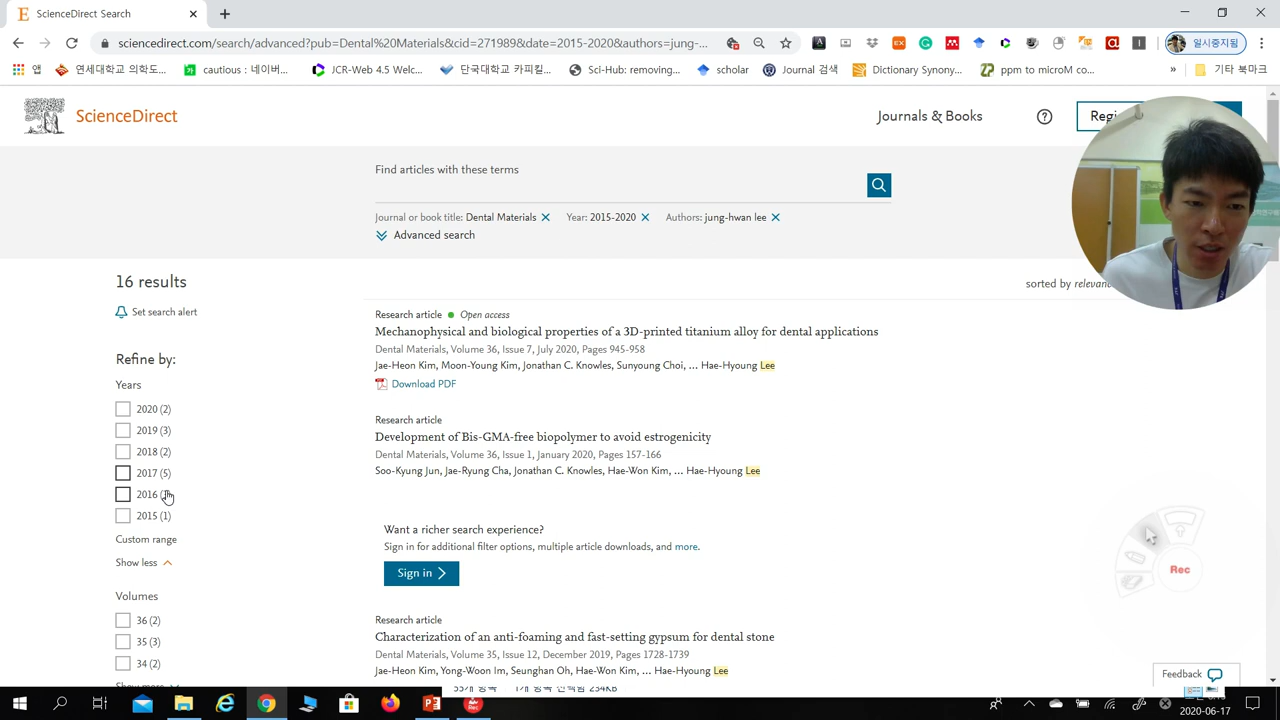 ScienceDirect Search
sciencedirect.com/search/advanced?pub=Dental%20Materials&cid=271988&date=2015-2020&authors=jung-...
일시중지됨
앱
연세대학교 의학도...
cautious : 네이버...
JCR-Web 4.5 Welc...
단국대학교 카피킬...
Sci-Hub: removing...
scholar
Journal 검색
Dictionary Synony...
ppm to microM co...
»
기타 북마크
ScienceDirect
Journals & Books
Find articles with these terms
Journal or book title: Dental Materials × Year: 2015-2020 × Authors: jung-hwan lee ×
Advanced search
16 results
sorted by
Set search alert
Refine by:
Years
2020 (2)
2019 (3)
2018 (2)
2017 (5)
2016
2015 (1)
Custom range
Show less
Volumes
36 (2)
35 (3)
34 (2)
Research article Open access
Mechanophysical and biological properties of a 3D-printed titanium alloy for dental applications
Dental Materials, Volume 36, Issue 7, July 2020, Pages 945-958
Jae-Heon Kim, Moon-Young Kim, Jonathan C. Knowles, Sunyoung Choi, ... Hae-Hyoung Lee
Download PDF
Research article
Development of Bis-GMA-free biopolymer to avoid estrogenicity
Dental Materials, Volume 36, Issue 1, January 2020, Pages 157-166
Soo-Kyung Jun, Jae-Ryung Cha, Jonathan C. Knowles, Hae-Won Kim, ... Hae-Hyoung Lee
Want a richer search experience?
Sign in for additional filter options, multiple article downloads, and more.
Sign in
Research article
Characterization of an anti-foaming and fast-setting gypsum for dental stone
Dental Materials, Volume 35, Issue 12, December 2019, Pages 1728-1739
Jae-Heon Kim, Yong-Woon Im, Seunghan Oh, Hae-Won Kim, ... Hae-Hyoung Lee
Rec
Feedback
2020-06-17